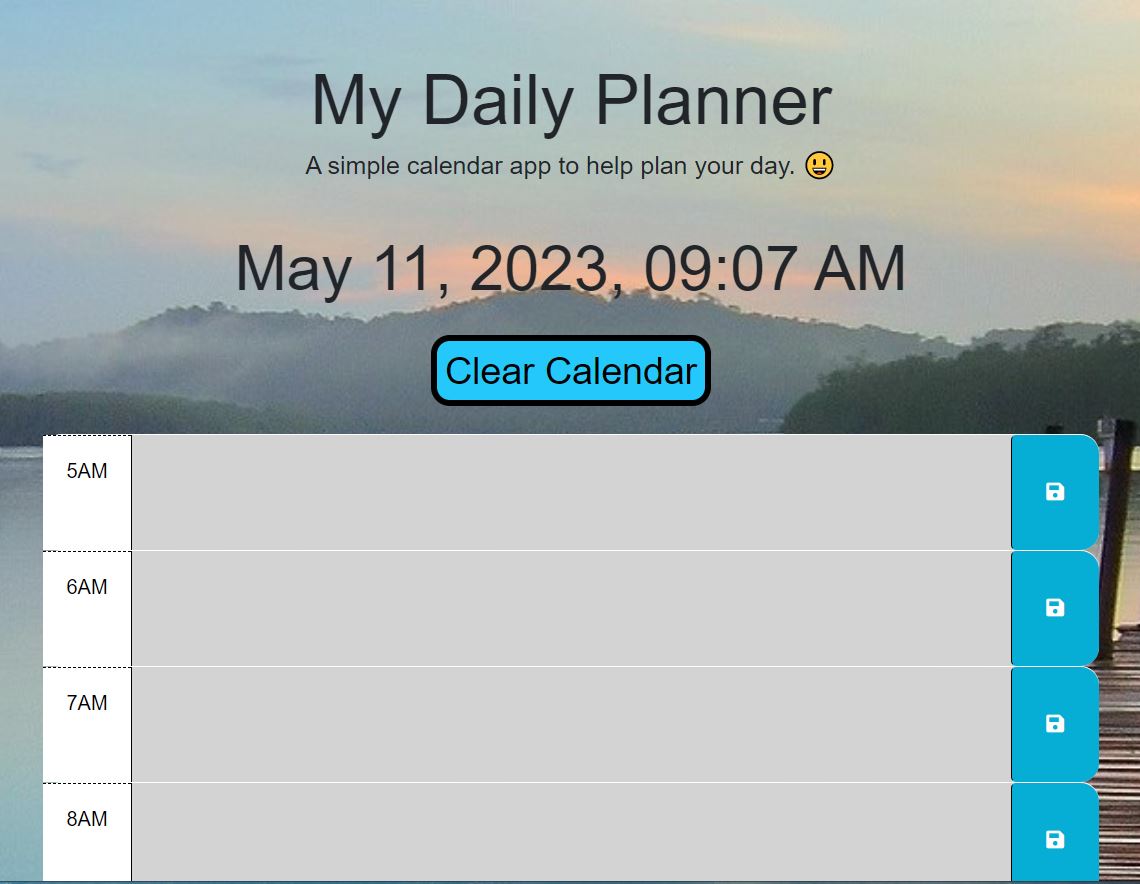 My Daily Planner
A simple calendar app to help plan your day. 😃
May 11, 2023, 09:07 AM
Clear Calendar
5AM
6AM
7AM
8AM